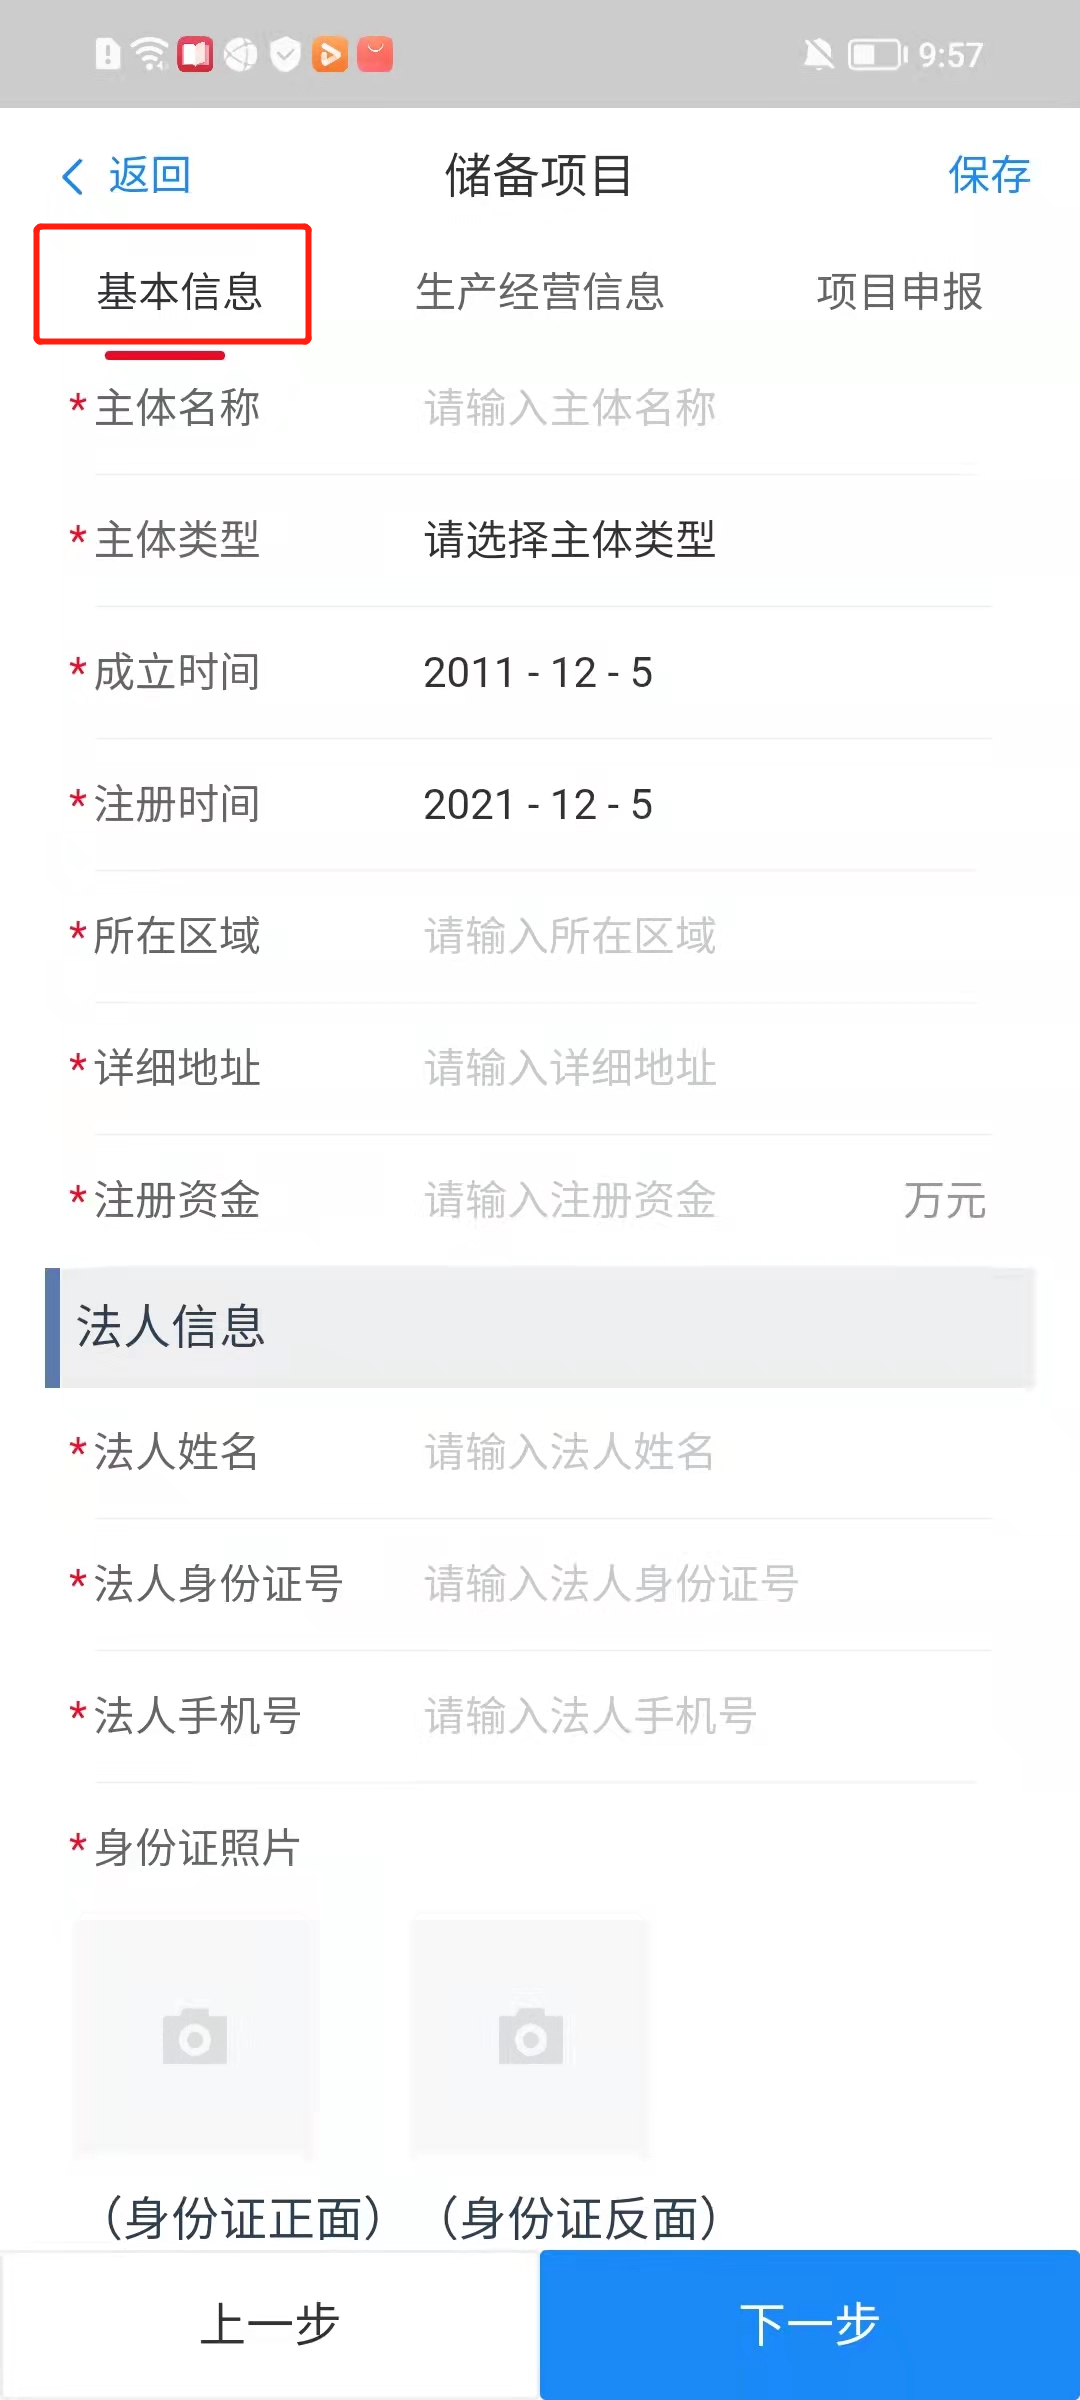 9:57
返回 储备项目 保存
基本信息 生产经营信息 项目申报
*主体名称 请输入主体名称
*主体类型 请选择主体类型
*成立时间 2011 - 12 - 5
*注册时间 2021 - 12 - 5
*所在区域 请输入所在区域
*详细地址 请输入详细地址
*注册资金 请输入注册资金 万元
法人信息
*法人姓名 请输入法人姓名
*法人身份证号 请输入法人身份证号
*法人手机号 请输入法人手机号
*身份证照片
（身份证正面） （身份证反面）
上一步 下一步